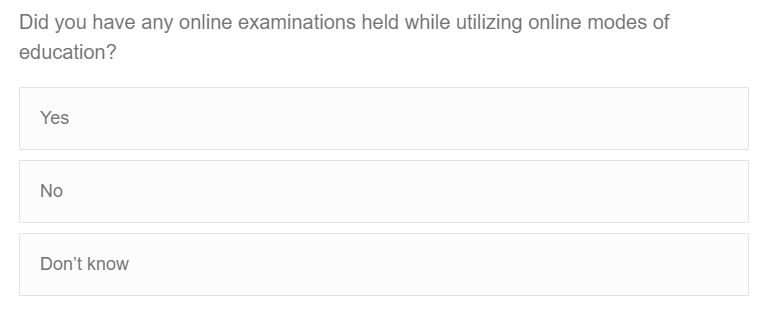 Did you have any online examinations held while utilizing online modes of
education?
Yes
No
Don’t know